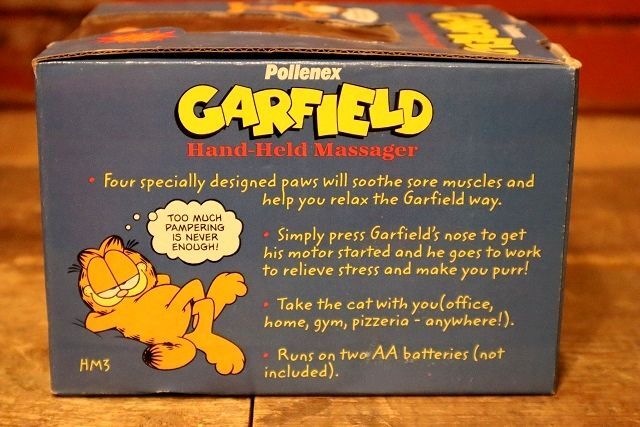 Pollenex
GARFIELD
Hand-Held Massager
• Four specially designed paws will soothe sore muscles and
help you relax the Garfield way.
TOO MUCH
PAMPERING
IS NEVER
ENOUGH!
• Simply press Garfield's nose to get
his motor started and he goes to work
to relieve stress and make you purr!
• Take the cat with you(office,
home, gym, pizzeria - anywhere!).
• Runs on two AA batteries (not
included).
HM3